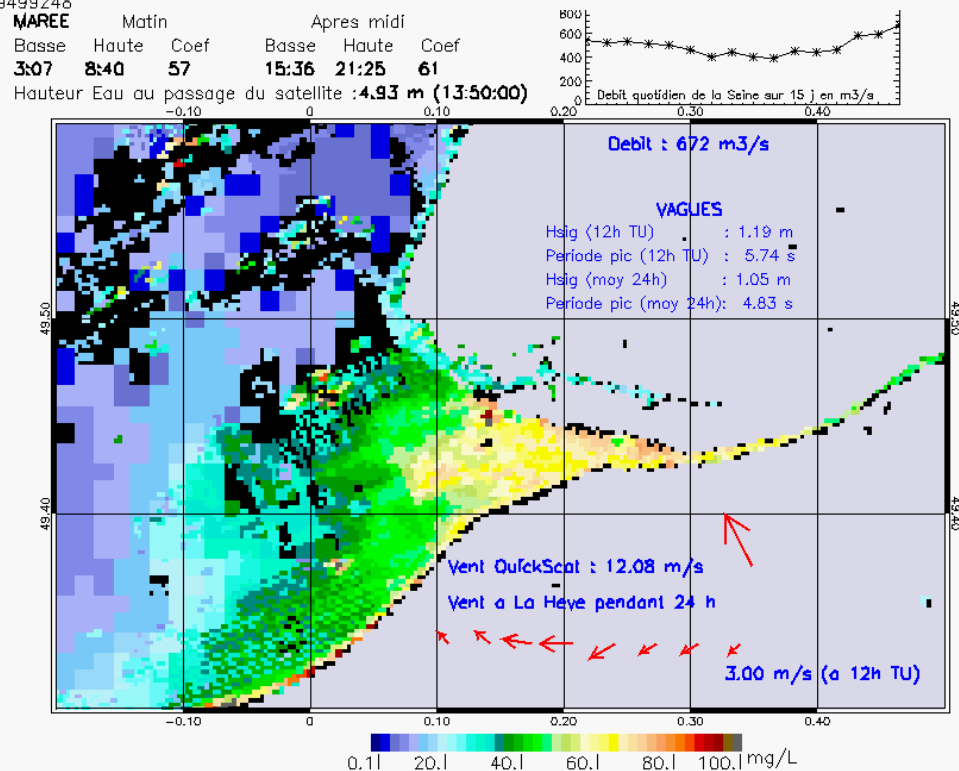 9499248
MAREE Matin Apres midi
Basse Haute Coef Basse Haute Coef
3:07 8:40 57 15:36 21:25 61
Hauteur Eau au passage du satellite : 4.93 m (13:50:00)
800
600
400
200
0
Debit quotidien de la Seine sur 15 j en m3/s
-0.10 0 0.10 0.20 0.30 0.40
Debit : 672 m3/s
VAGUES
Hsig (12h TU) : 1.19 m
Periode pic (12h TU) : 5.74 s
Hsig (moy 24h) : 1.05 m
Periode pic (moy 24h): 4.83 s
49.50 49.50
49.40 49.40
Vent QuickScat : 12.08 m/s
Vent a La Heve pendant 24 h
3.00 m/s (a 12h TU)
-0.10 0 0.10 0.20 0.30 0.40
0.1| 20.| 40.| 60.| 80.| 100.| mg/L